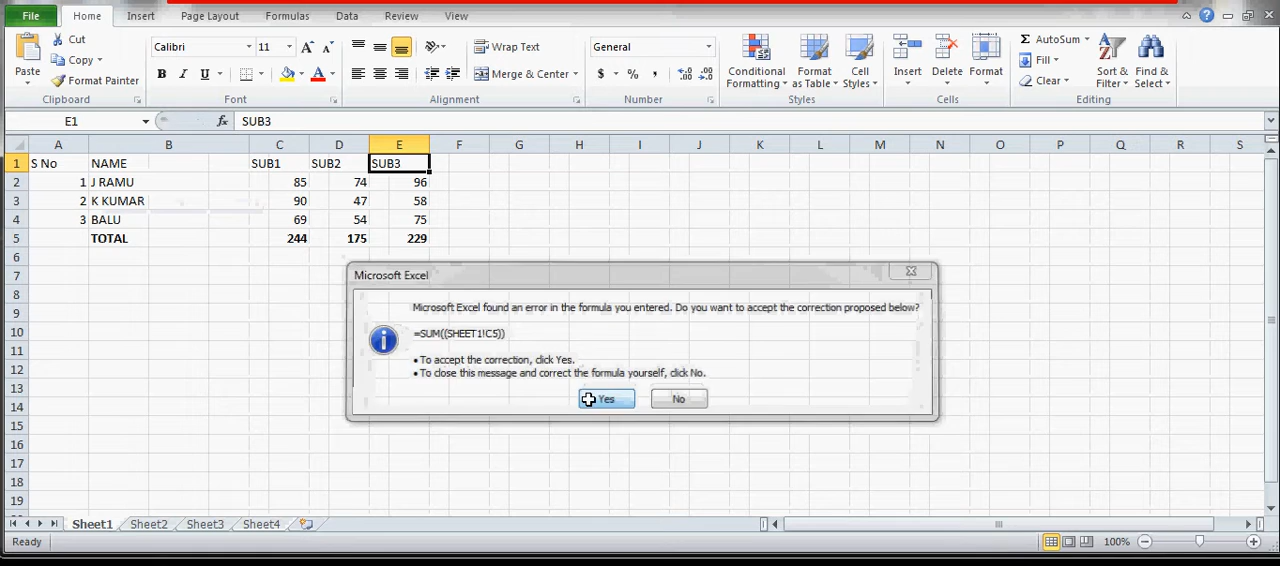 File Home Insert Page Layout Formulas Data Review View
Cut
Copy
Format Painter
Paste
Clipboard
Calibri 11 A A
B I U A
Font
Wrap Text
Merge & Center
Alignment
General
$ % , .0 .00 .00 .0
Number
Conditional Formatting
Format as Table
Cell Styles
Styles
Insert Delete Format
Cells
Σ AutoSum
Fill
Clear
Sort & Filter
Find & Select
Editing
E1 fx SUB3
A B C D E F G H I J K L M N O P Q R S
1 S No NAME SUB1 SUB2 SUB3
2 1 J RAMU 85 74 96
3 2 K KUMAR 90 47 58
4 3 BALU 69 54 75
5 TOTAL 244 175 229
6
7
8
9
10
11
12
13
14
15
16
17
18
19
Microsoft Excel
Microsoft Excel found an error in the formula you entered. Do you want to accept the correction proposed below?
=SUM((SHEET1!C5))
• To accept the correction, click Yes.
• To close this message and correct the formula yourself, click No.
Yes No
Sheet1 Sheet2 Sheet3 Sheet4
Ready 100%